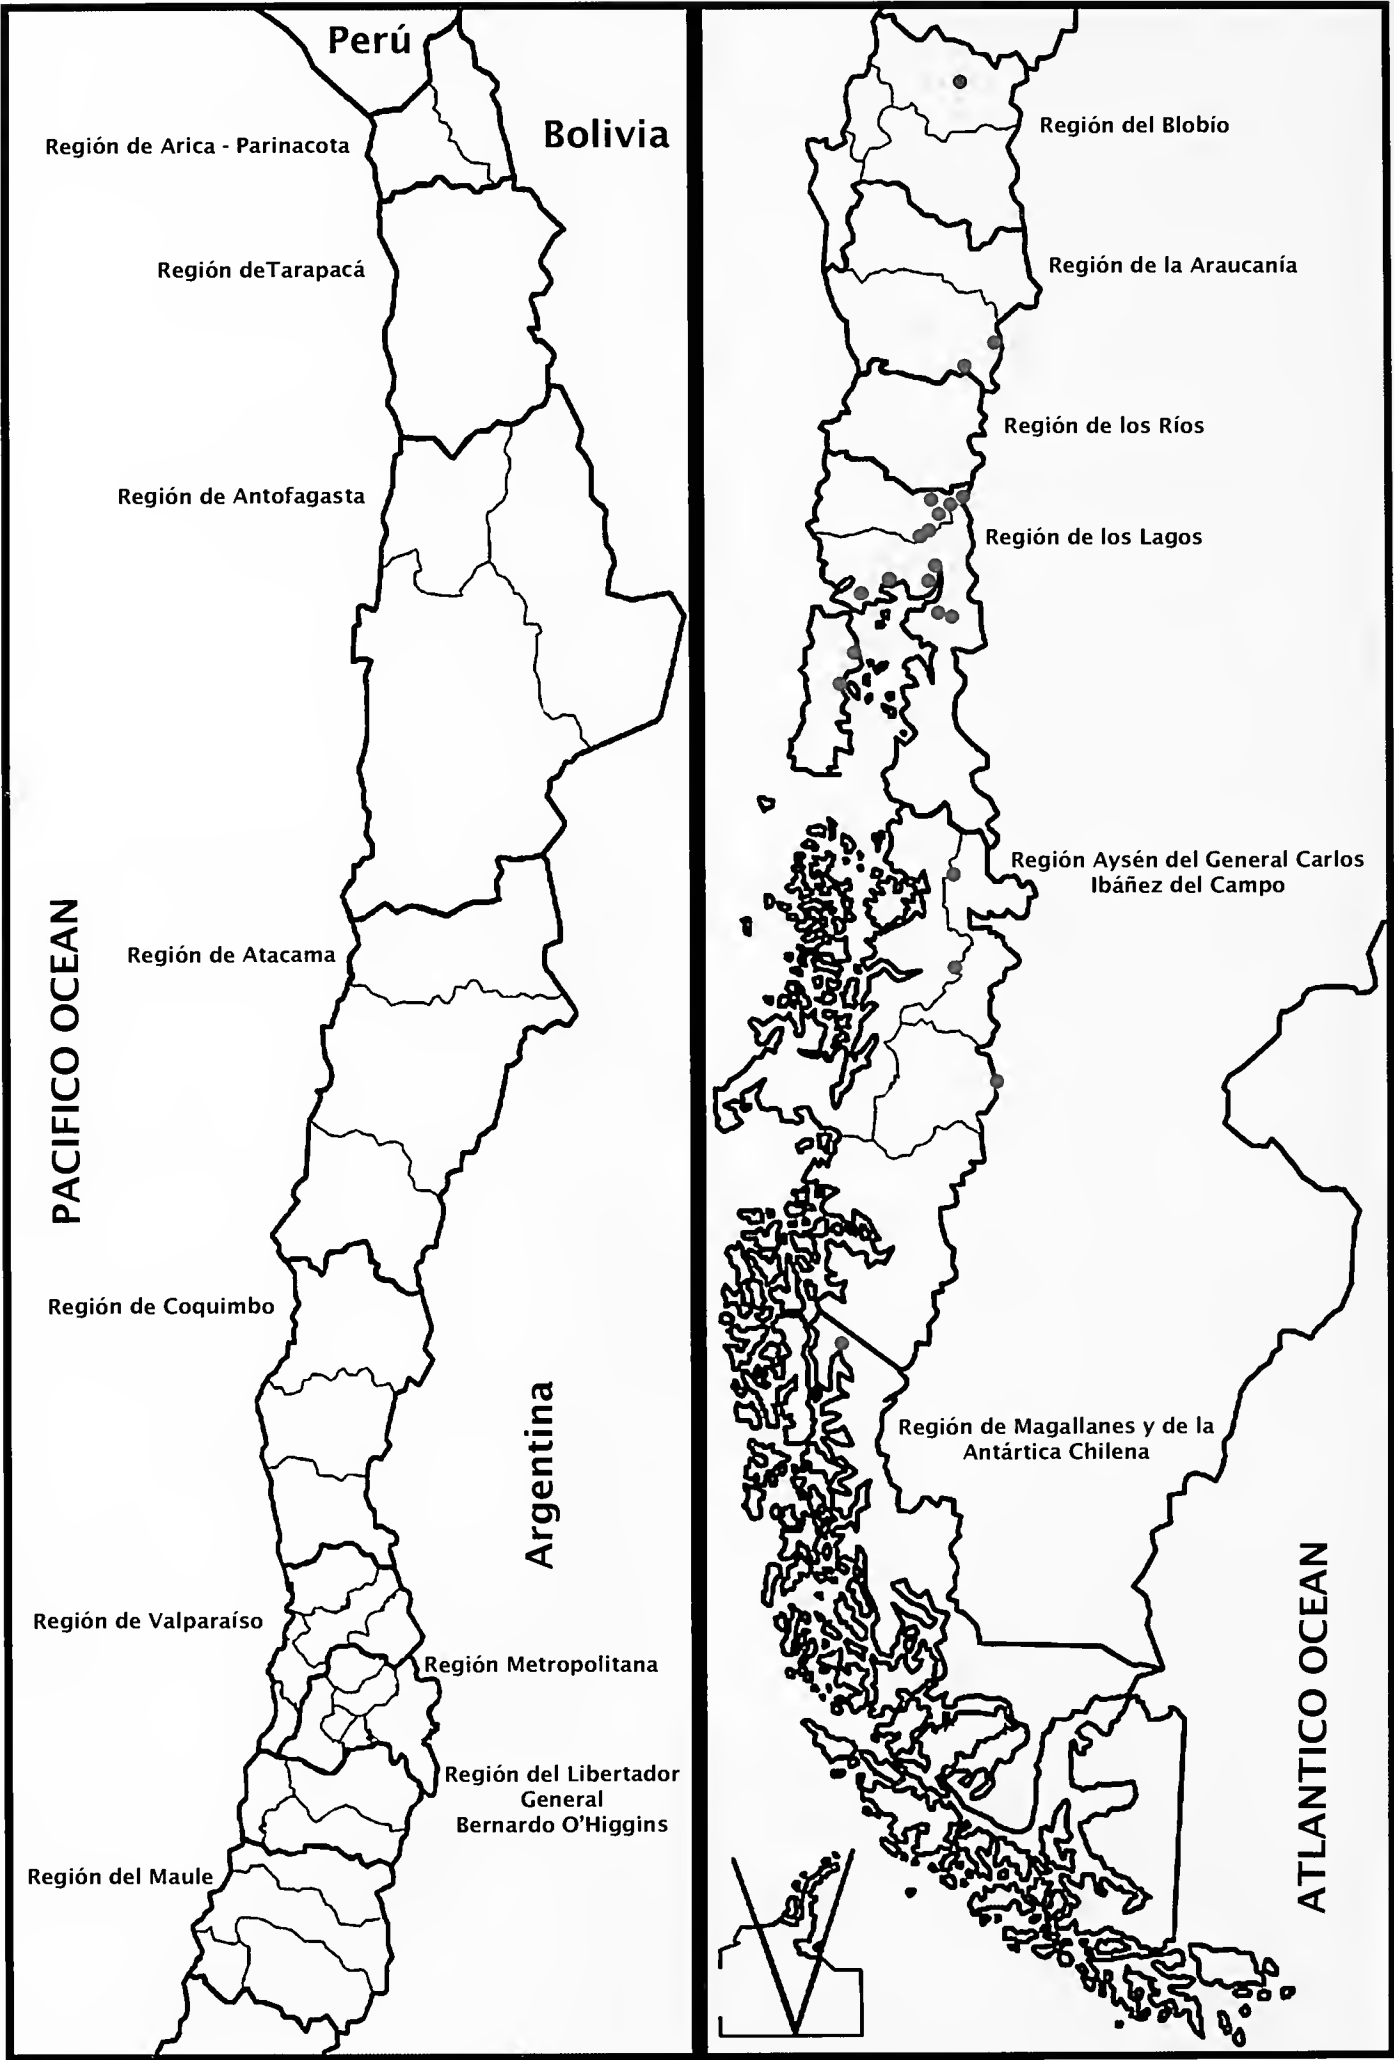 Perú
Bolivia
Región de Arica - Parinacota
Región deTarapacá
Región de Antofagasta
PACIFICO OCEAN
Región de Atacama
Región de Coquimbo
Argentina
Región de Valparaíso
Región Metropolitana
Región del Libertador
General
Bernardo O'Higgins
Región del Maule
Región del Blobío
Región de la Araucanía
Región de los Ríos
Región de los Lagos
Región Aysén del General Carlos
Ibáñez del Campo
Región de Magallanes y de la
Antártica Chilena
ATLANTICO OCEAN